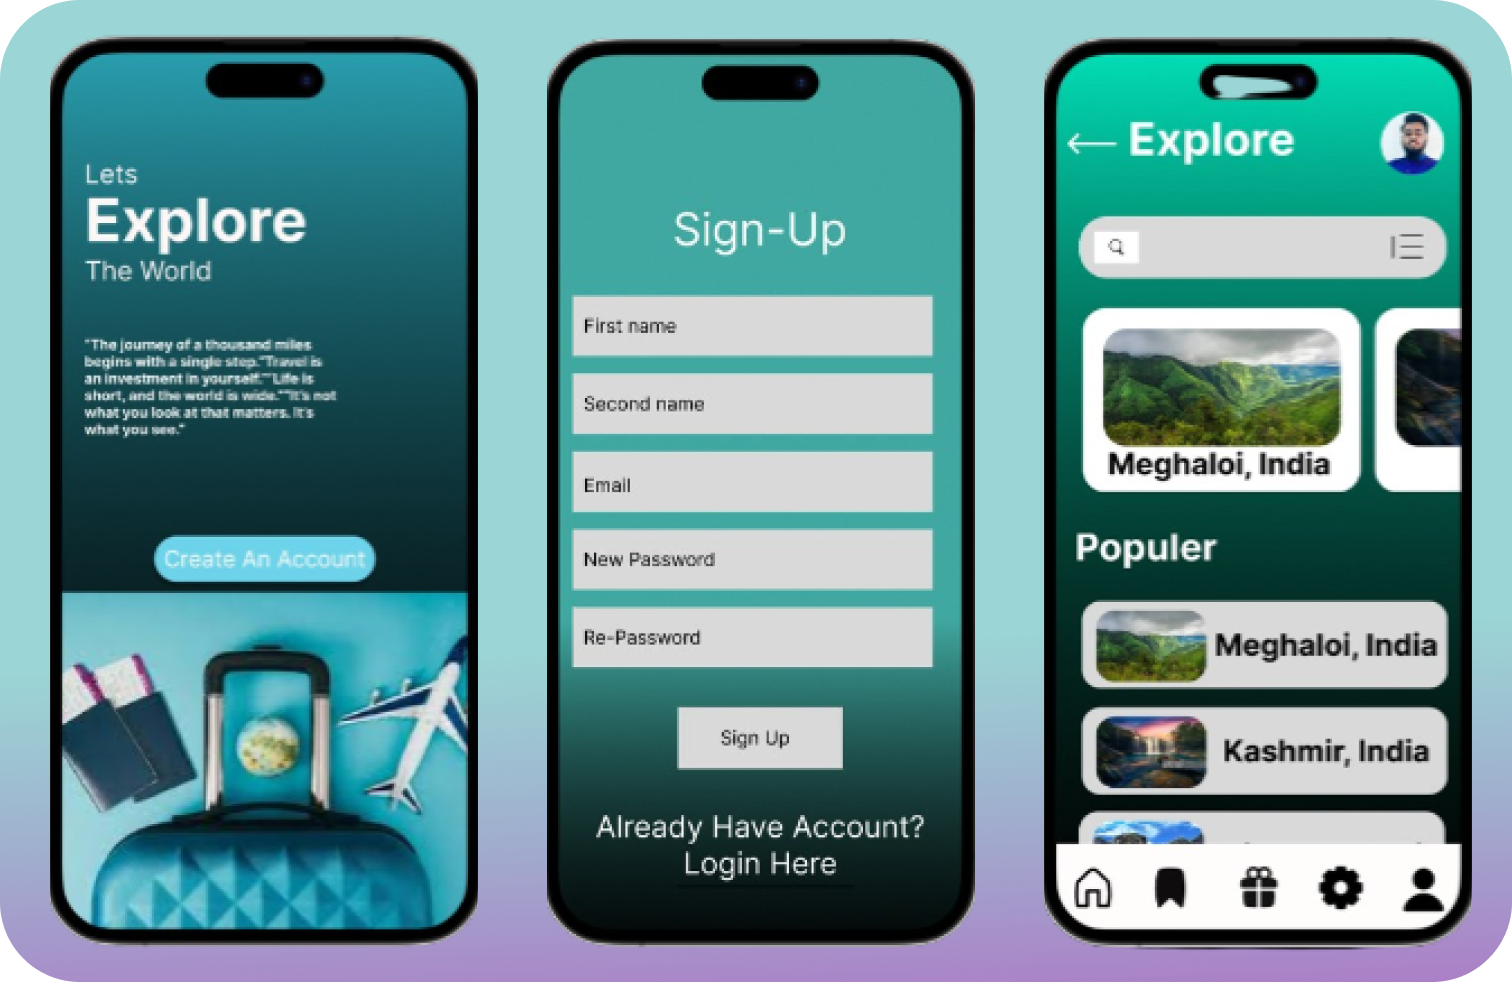 Lets
Explore
The World
"The journey of a thousand miles
begins with a single step."Travel is
an investment in yourself.""Life is
short, and the world is wide.""It's not
what you look at that matters. It's
what you see."
Create An Account
Sign-Up
First name
Second name
Email
New Password
Re-Password
Sign Up
Already Have Account?
Login Here
Explore
Meghaloi, India
Populer
Meghaloi, India
Kashmir, India